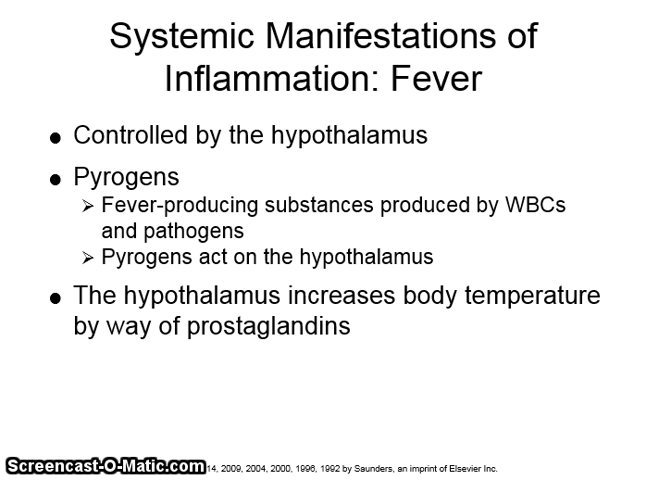 Systemic Manifestations of
Inflammation: Fever
● Controlled by the hypothalamus
● Pyrogens
➢ Fever-producing substances produced by WBCs
and pathogens
➢ Pyrogens act on the hypothalamus
● The hypothalamus increases body temperature
by way of prostaglandins
Screencast-O-Matic.com 14, 2009, 2004, 2000, 1996, 1992 by Saunders, an imprint of Elsevier Inc.